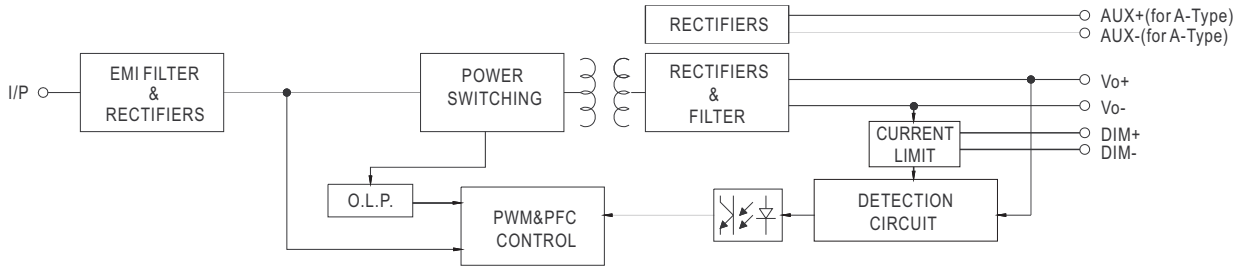 RECTIFIERS
AUX+(for A-Type)
AUX-(for A-Type)
I/P
EMI FILTER
&
RECTIFIERS
POWER
SWITCHING
RECTIFIERS
&
FILTER
Vo+
Vo-
CURRENT
LIMIT
DIM+
DIM-
O.L.P.
PWM&PFC
CONTROL
DETECTION
CIRCUIT